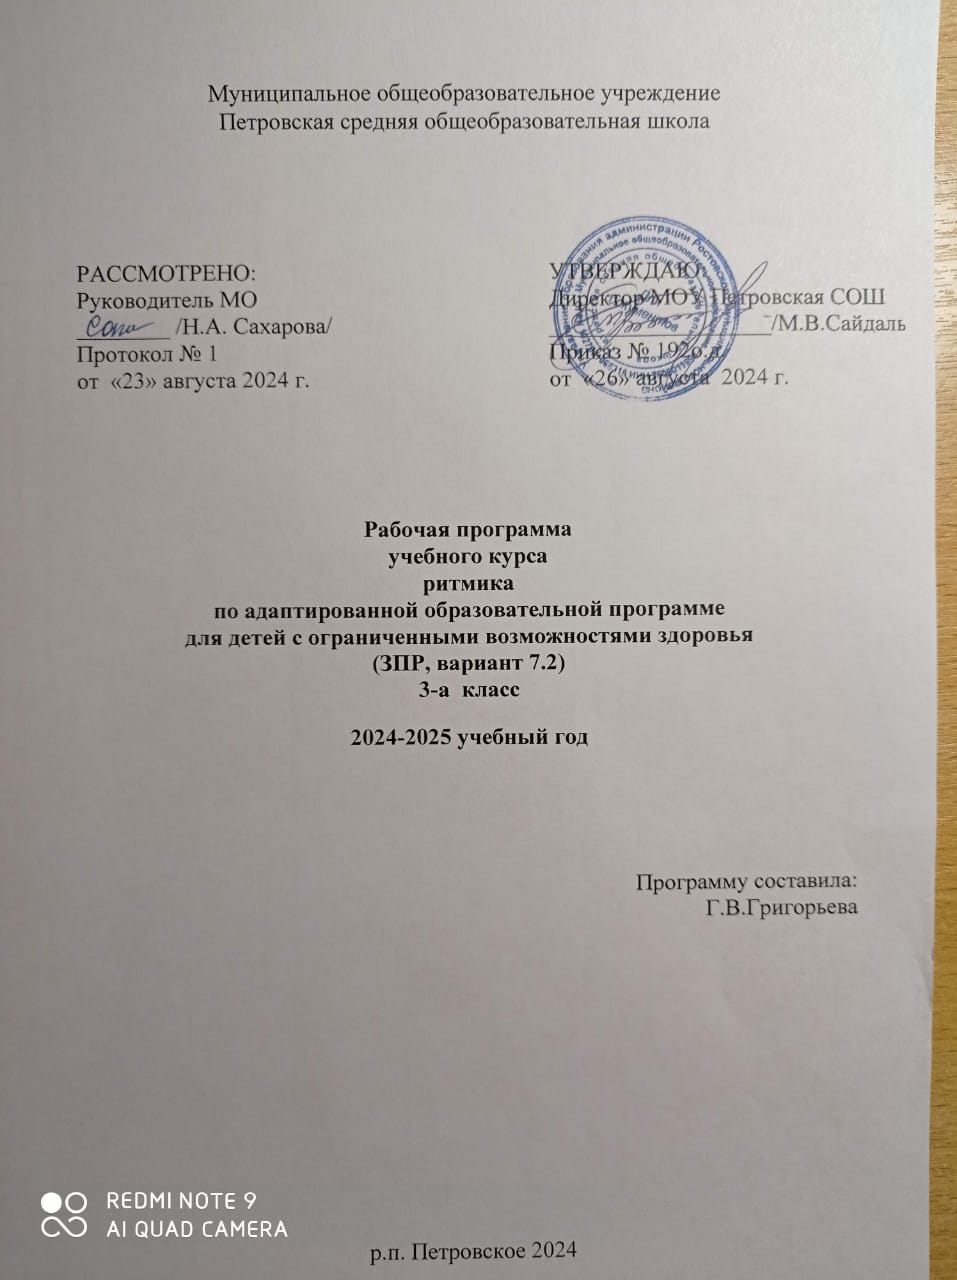 Муниципальное общеобразовательное учреждение
Петровская средняя общеобразовательная школа
РАССМОТРЕНО:
Руководитель МО
/Н.А. Сахарова/
Протокол № 1
от «23» августа 2024 г.
УТВЕРЖДАЮ:
Директор МОУ Петровская СОШ
/М.В.Сайдаль
Приказ № 192о.д.
от «26» августа 2024 г.
Рабочая программа
учебного курса
ритмика
по адаптированной образовательной программе
для детей с ограниченными возможностями здоровья
(ЗПР, вариант 7.2)
3-а класс
2024-2025 учебный год
Программу составила:
Г.В.Григорьева
REDMI NOTE 9
AI QUAD CAMERA
р.п. Петровское 2024